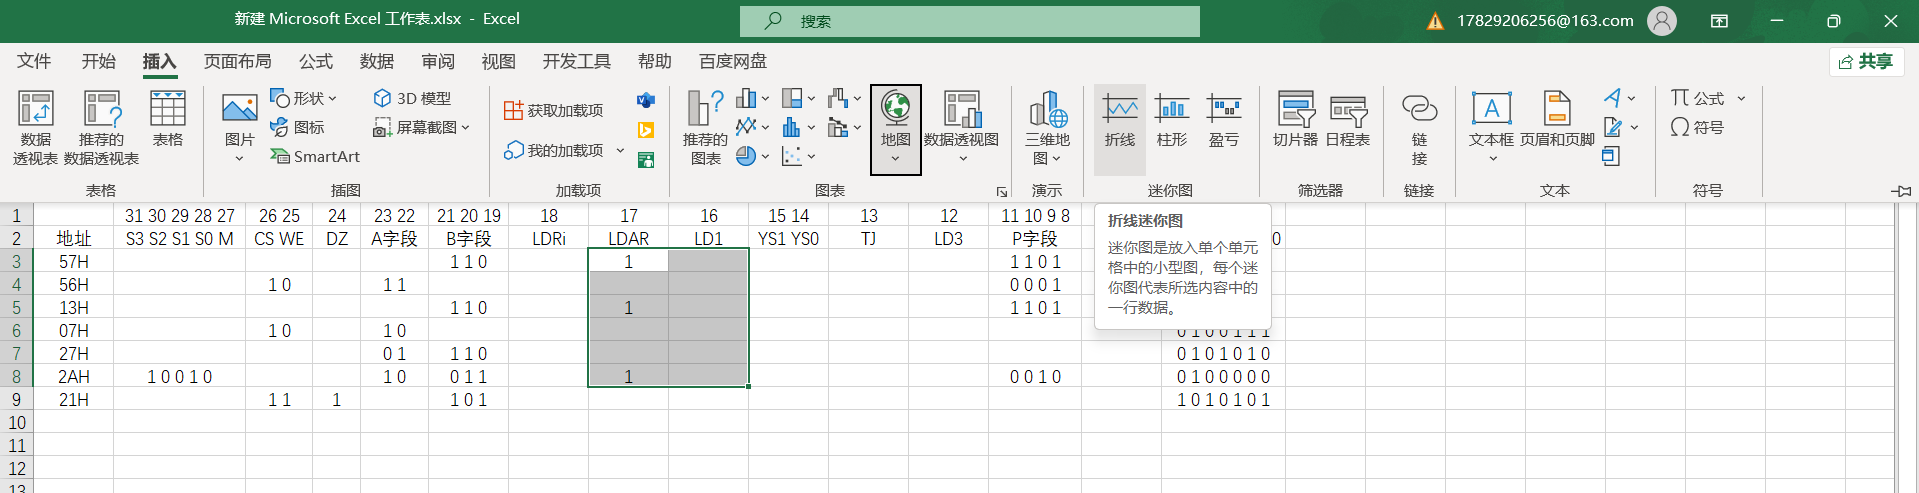 新建 Microsoft Excel 工作表.xlsx - Excel
搜索
17829206256@163.com
文件 开始 插入 页面布局 公式 数据 审阅 视图 开发工具 帮助 百度网盘
共享
数据
透视表
推荐的
数据透视表
表格
表格
图片
形状
图标
SmartArt
3D 模型
屏幕截图
插图
获取加载项
我的加载项
加载项
推荐的
图表
地图
数据透视图
图表
三维地
图
演示
折线
柱形
盈亏
迷你图
切片器
日程表
筛选器
链
接
链接
文本框
页眉和页脚
文本
公式
符号
符号
1 31 30 29 28 27 26 25 24 23 22 21 20 19 18 17 16 15 14 13 12 11 10 9 8
2 地址 S3 S2 S1 S0 M CS WE DZ A字段 B字段 LDRi LDAR LD1 YS1 YS0 TJ LD3 P字段 0
3 57H 1 1 0 1 1 1 0 1
4 56H 1 0 1 1 0 0 0 1
5 13H 1 1 0 1 1 1 0 1
6 07H 1 0 1 0 0 1 0 0 1 1 1
7 27H 0 1 1 1 0 0 1 0 1 0 1 0
8 2AH 1 0 0 1 0 1 0 0 1 1 1 0 0 1 0 0 1 0 0 0 0 0
9 21H 1 1 1 1 0 1 1 0 1 0 1 0 1
10
11
12
13
折线迷你图
迷你图是放入单个单元
格中的小型图，每个迷
你图代表所选内容中的
一行数据。